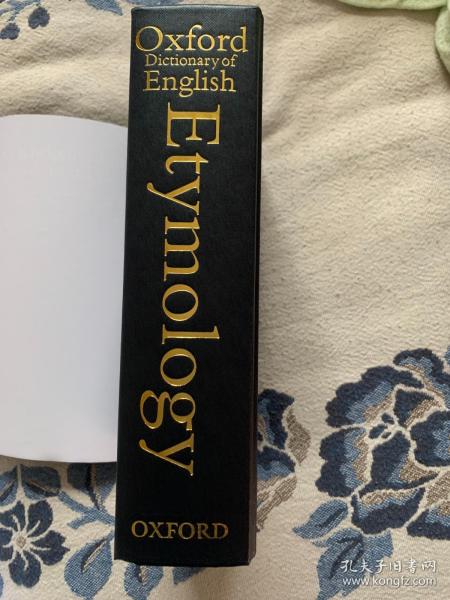 Oxford
Dictionary of
English
Etymology
OXFORD
孔夫子旧书网
www.kongfz.com